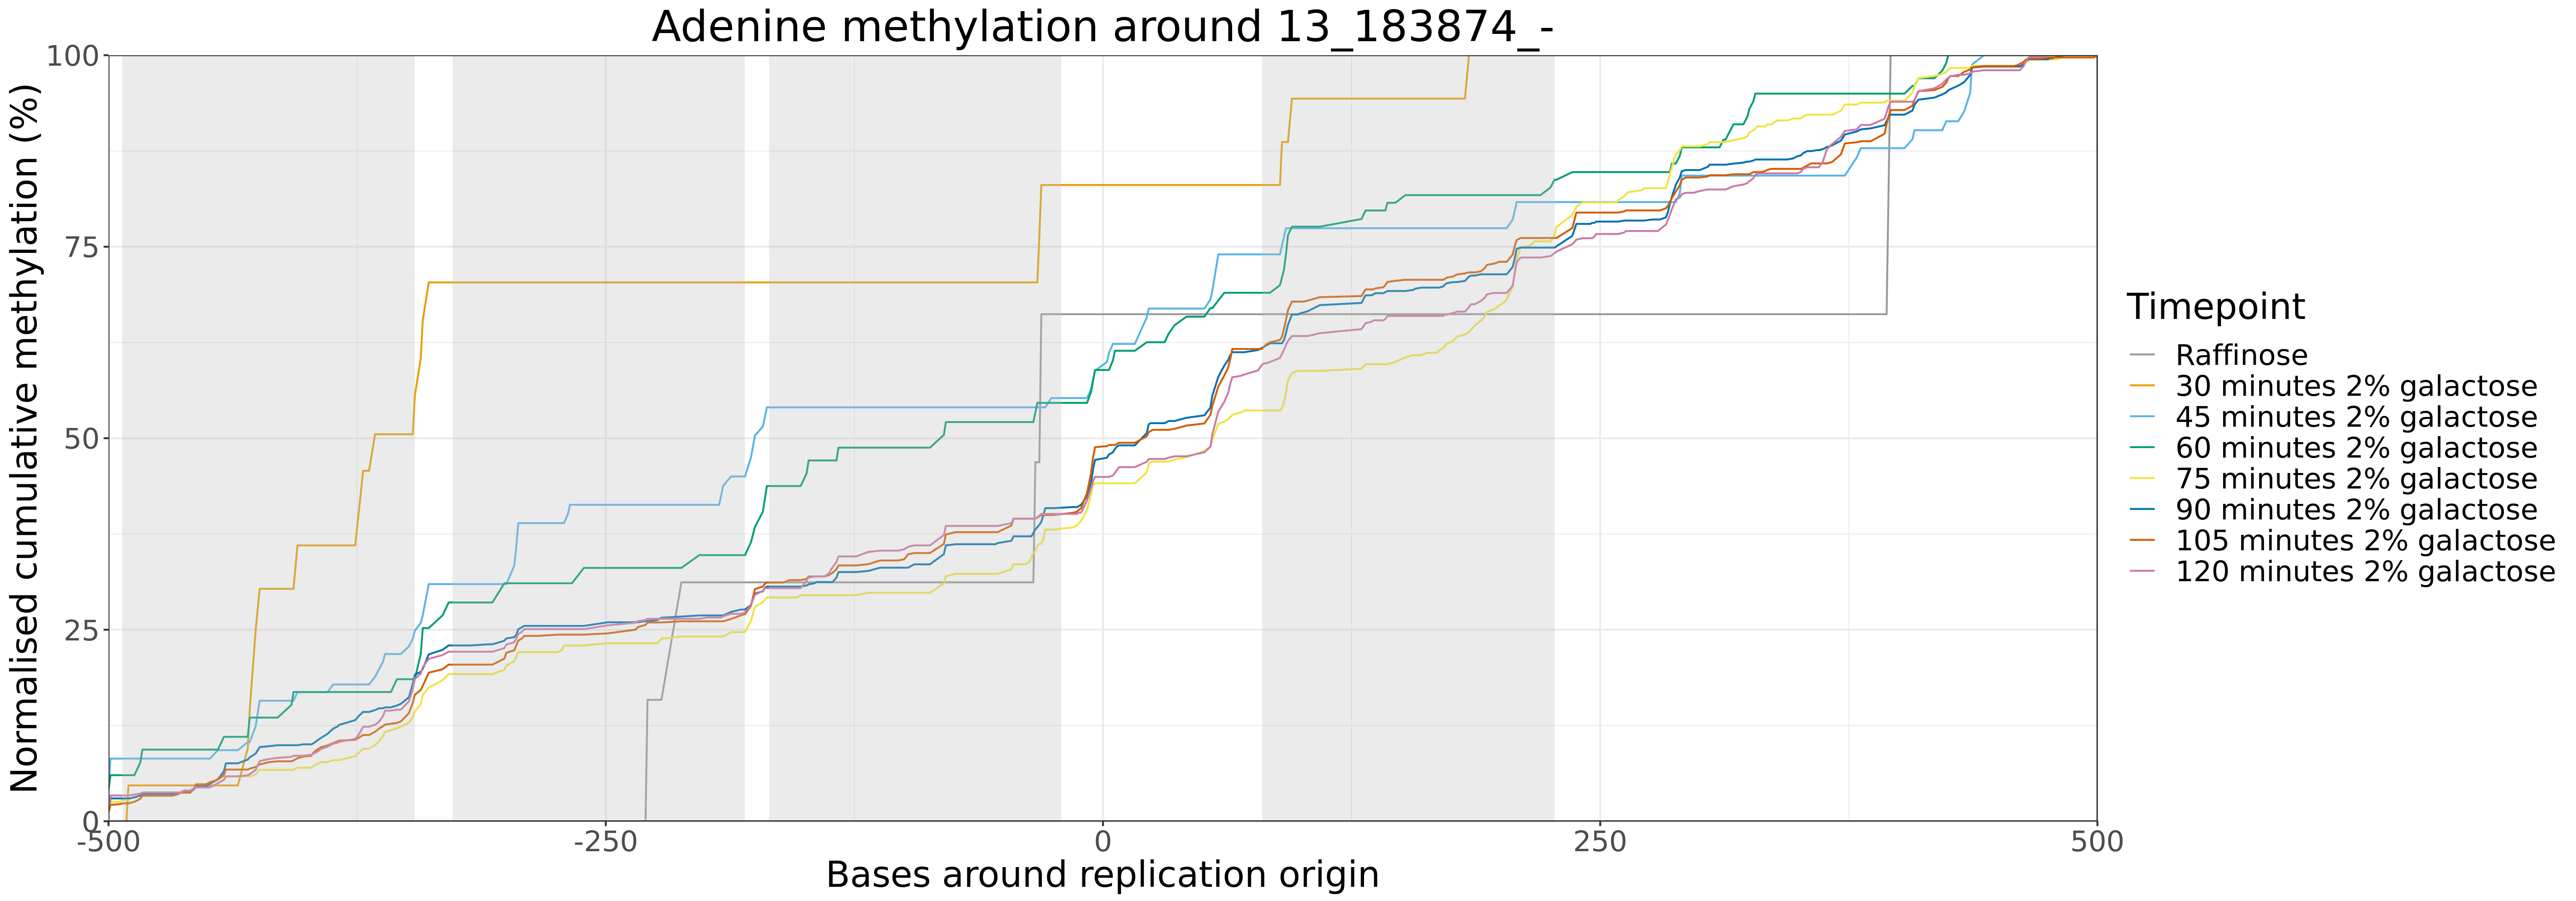 Adenine methylation around 13_183874_-
Normalised cumulative methylation (%)
100
75
50
25
0
-500
-250
0
250
500
Bases around replication origin
Timepoint
Raffinose
30 minutes 2% galactose
45 minutes 2% galactose
60 minutes 2% galactose
75 minutes 2% galactose
90 minutes 2% galactose
105 minutes 2% galactose
120 minutes 2% galactose